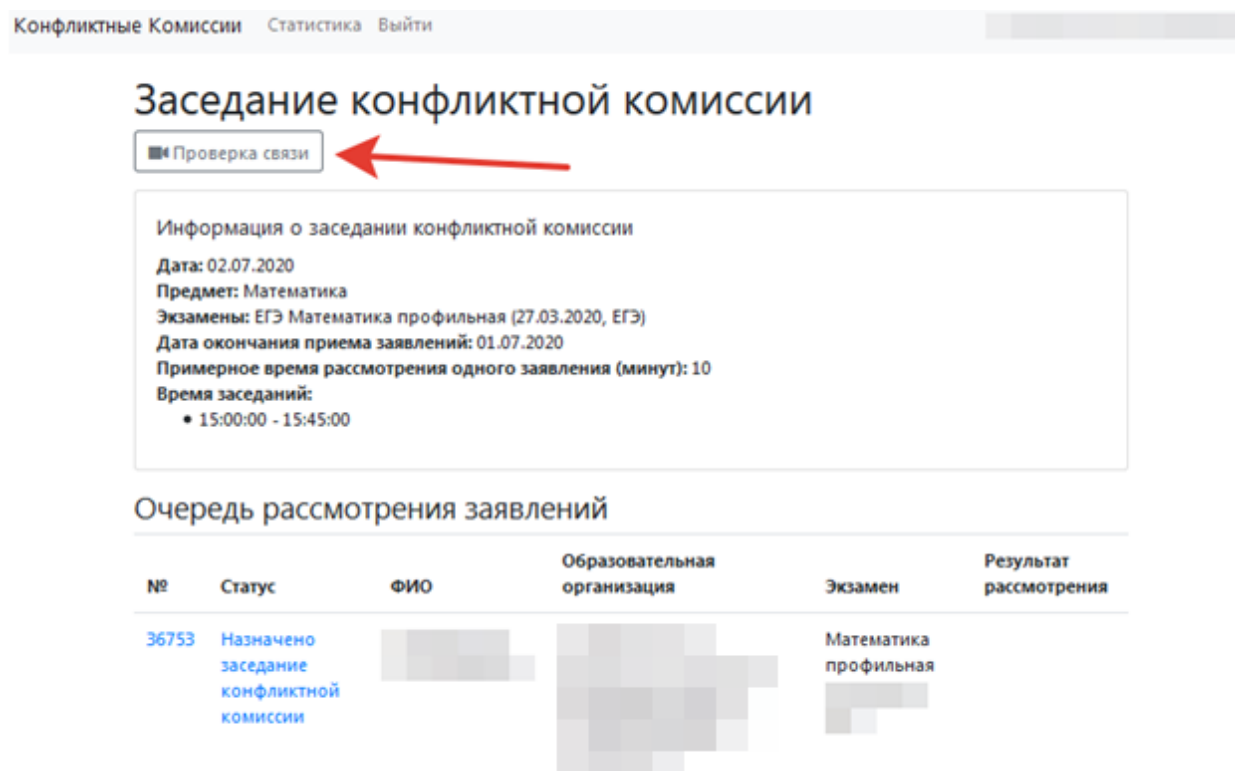 Конфликтные Комиссии Статистика Выйти
Заседание конфликтной комиссии
Проверка связи
Информация о заседании конфликтной комиссии
Дата: 02.07.2020
Предмет: Математика
Экзамены: ЕГЭ Математика профильная (27.03.2020, ЕГЭ)
Дата окончания приема заявлений: 01.07.2020
Примерное время рассмотрения одного заявления (минут): 10
Время заседаний:
• 15:00:00 - 15:45:00
Очередь рассмотрения заявлений
№ Статус ФИО Образовательная организация Экзамен Результат рассмотрения
36753 Назначено заседание конфликтной комиссии Математика профильная